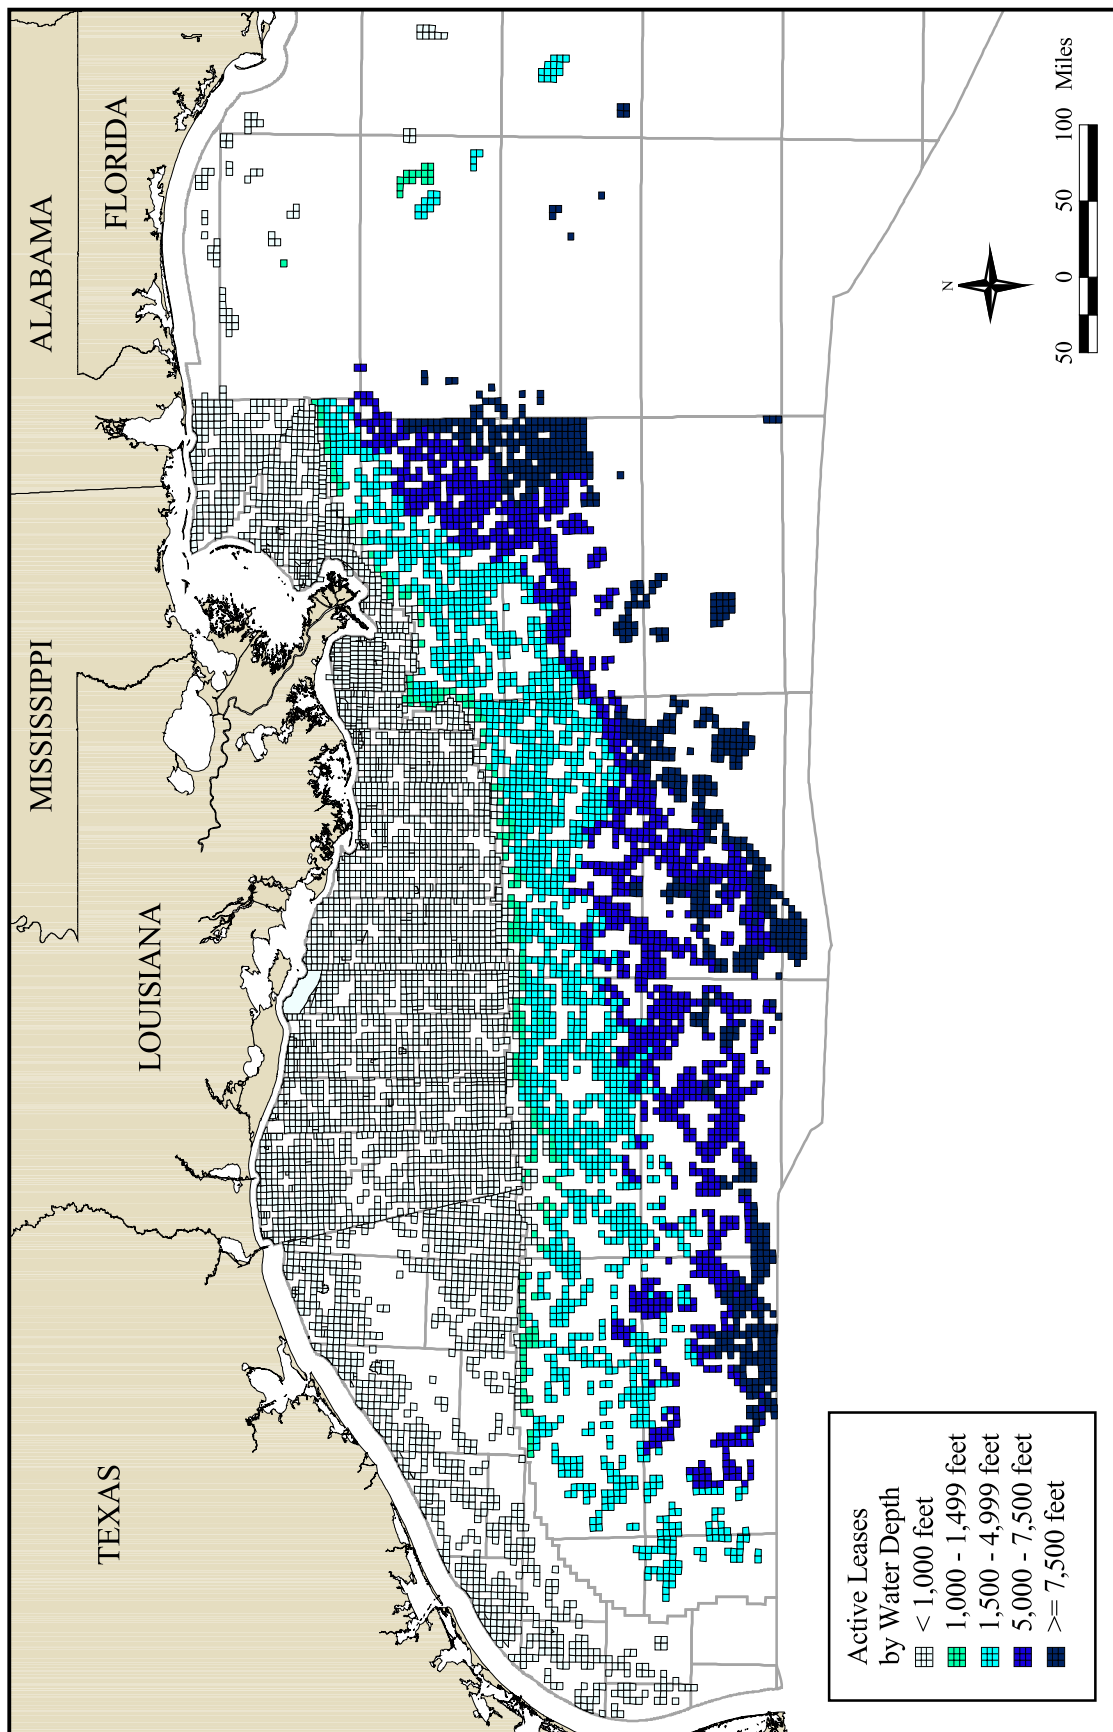 TEXAS
LOUISIANA
MISSISSIPPI
ALABAMA
FLORIDA
Active Leases
by Water Depth
< 1,000 feet
1,000 - 1,499 feet
1,500 - 4,999 feet
5,000 - 7,500 feet
>= 7,500 feet
N
50 0 50 100 Miles